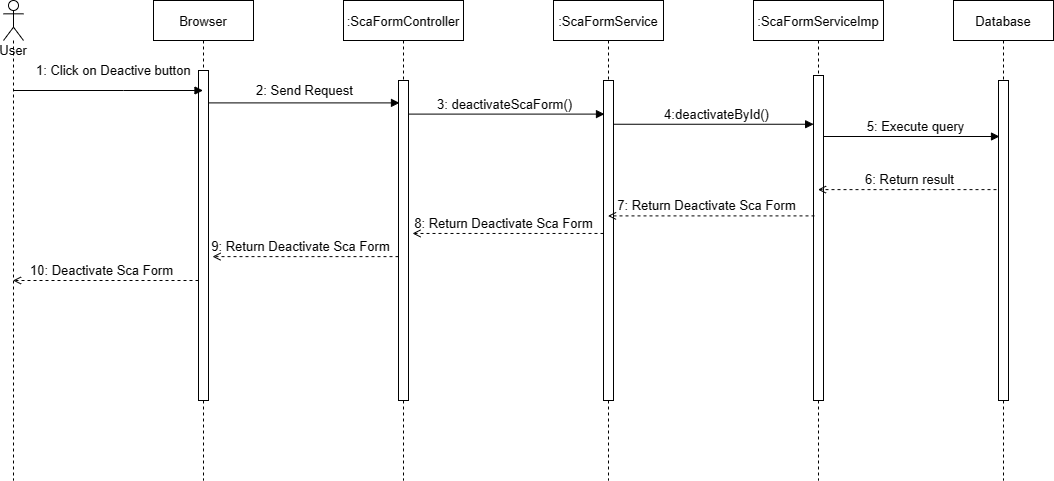 User
Browser
:ScaFormController
:ScaFormService
:ScaFormServiceImp
Database
1: Click on Deactive button
2: Send Request
3: deactivateScaForm()
4:deactivateById()
5: Execute query
6: Return result
7: Return Deactivate Sca Form
8: Return Deactivate Sca Form
9: Return Deactivate Sca Form
10: Deactivate Sca Form